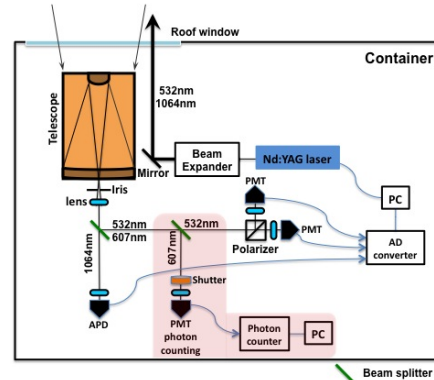 Roof window
Container
Telescope
532nm
1064nm
Mirror
Beam
Expander
Nd:YAG laser
PC
Iris
lens
PMT
532nm
607nm
532nm
PMT
Polarizer
AD
converter
1064nm
607nm
Shutter
APD
PMT
photon
counting
Photon
counter
PC
Beam splitter